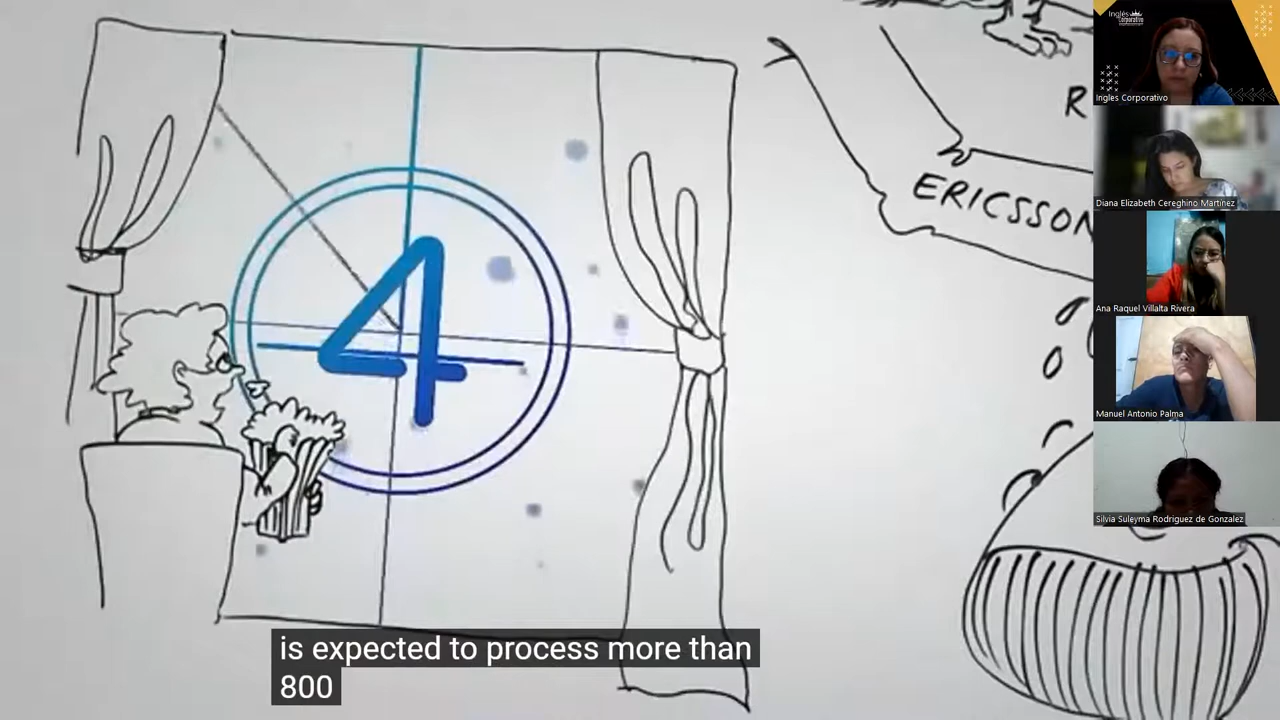 4
R
ERICSSON
is expected to process more than
800
Inglés
Corporativo
Ingles Corporativo
Diana Elizabeth Cereghino Martinez
Ana Raquel Villalta Rivera
Manuel Antonio Palma
Silvia Suleyma Rodriguez de Gonzalez